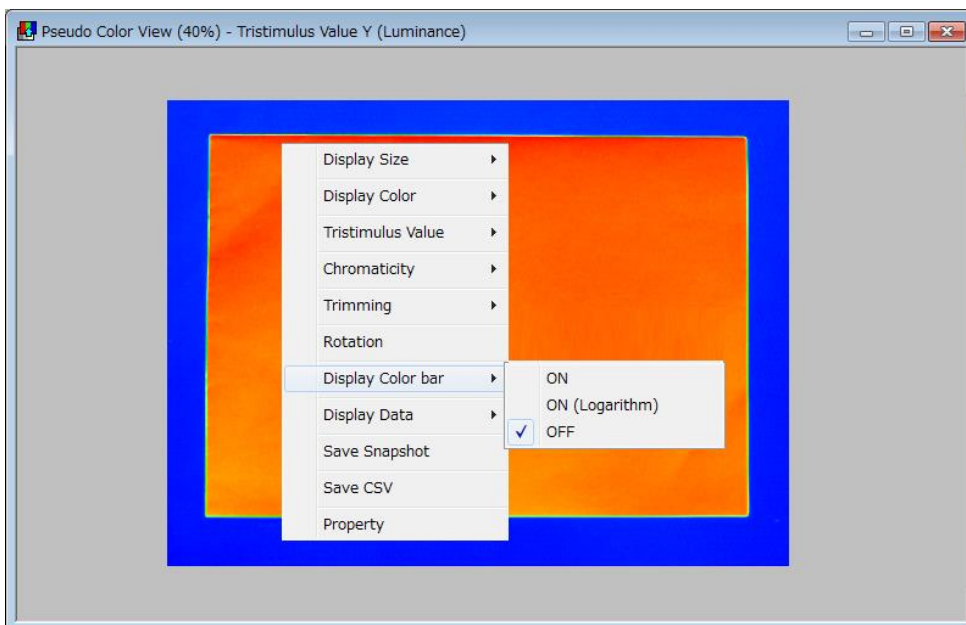 Pseudo Color View (40%) - Tristimulus Value Y (Luminance)
Display Size
Display Color
Tristimulus Value
Chromaticity
Trimming
Rotation
Display Color bar
Display Data
Save Snapshot
Save CSV
Property
ON
ON (Logarithm)
OFF